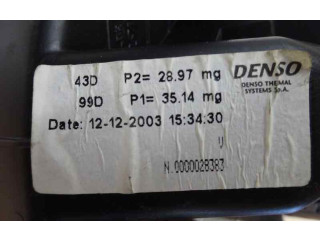 43D P2= 28.97 mg
99D P1= 35.14 mg
DENSO
DENSO THERMAL
SYSTEMS S.p.A.
Date: 12-12-2003 15:34:30
U
N.0000028383